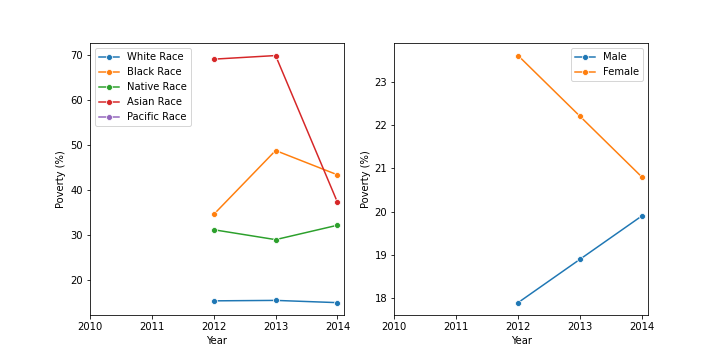 White Race
Black Race
Native Race
Asian Race
Pacific Race
70
60
50
40
30
20
Poverty (%)
2010 2011 2012 2013 2014
Year
Male
Female
23
22
21
20
19
18
Poverty (%)
2010 2011 2012 2013 2014
Year